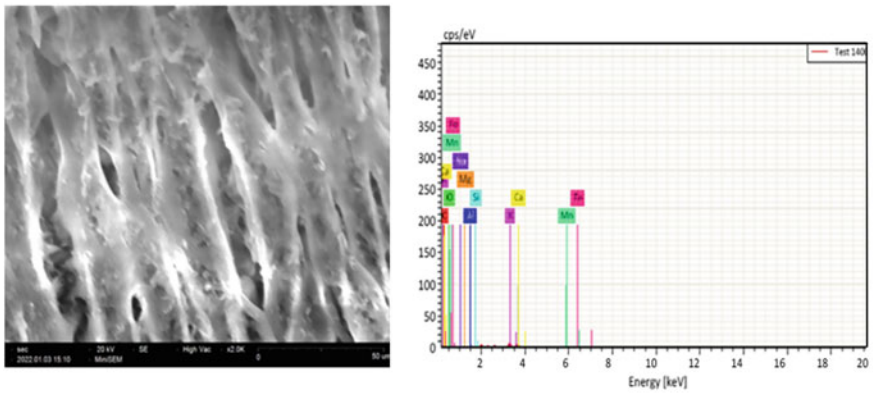 sec 20 kV SE High Vac x2.0K 0 50 um
2022.01.03 15:10 MiniSEM
cps/eV
Test 140
450
400
350
300
250
200
150
100
50
0
Fe
Mn
Na
Mg
Si
Al
K
Ca
Mn
Fe
2 4 6 8 10 12 14 16 18 20
Energy [keV]